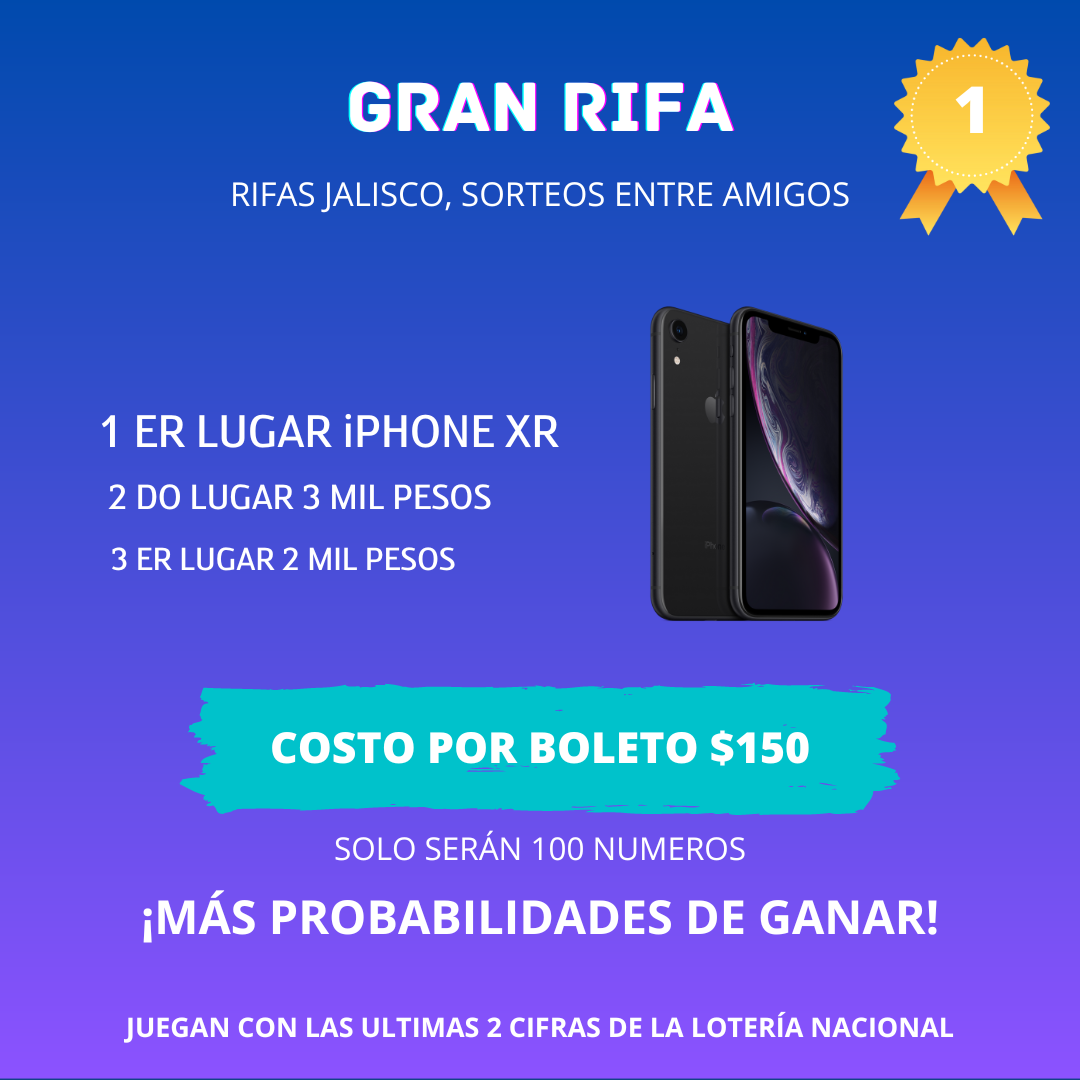 GRAN RIFA
1
RIFAS JALISCO, SORTEOS ENTRE AMIGOS
1 ER LUGAR iPHONE XR
2 DO LUGAR 3 MIL PESOS
3 ER LUGAR 2 MIL PESOS
COSTO POR BOLETO $150
SOLO SERÁN 100 NUMEROS
¡MÁS PROBABILIDADES DE GANAR!
JUEGAN CON LAS ULTIMAS 2 CIFRAS DE LA LOTERÍA NACIONAL